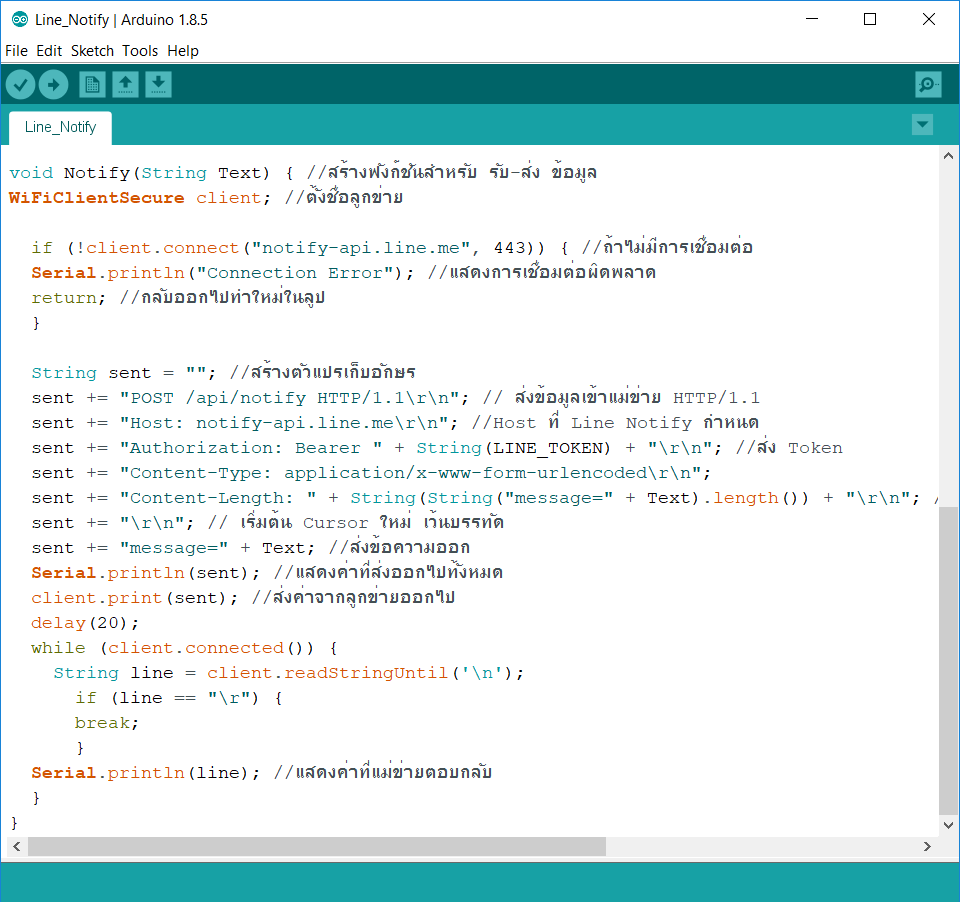 Line_Notify | Arduino 1.8.5
File Edit Sketch Tools Help
Line_Notify
void Notify(String Text) { //สร้างฟังก์ชั่นสำหรับ รับ-ส่ง ข้อมูล
WiFiClientSecure client; //ตั้งชื่อลูกข่าย
if (!client.connect("notify-api.line.me", 443)) { //ถ้าไม่มีการเชื่อมต่อ
Serial.println("Connection Error"); //แสดงการเชื่อมต่อผิดพลาด
return; //กลับออกไปทำใหม่ในลูป
}
String sent = ""; //สร้างตัวแปรเก็บอักษร
sent += "POST /api/notify HTTP/1.1\r\n"; // ส่งข้อมูลเข้าแม่ข่าย HTTP/1.1
sent += "Host: notify-api.line.me\r\n"; //Host ที่ Line Notify กำหนด
sent += "Authorization: Bearer " + String(LINE_TOKEN) + "\r\n"; //ส่ง Token
sent += "Content-Type: application/x-www-form-urlencoded\r\n";
sent += "Content-Length: " + String(String("message=" + Text).length()) + "\r\n"; /
sent += "\r\n"; // เริ่มต้น Cursor ใหม่ เว้นบรรทัด
sent += "message=" + Text; //ส่งข้อความออก
Serial.println(sent); //แสดงค่าที่ส่งออกไปทั้งหมด
client.print(sent); //ส่งค่าจากลูกข่ายออกไป
delay(20);
while (client.connected()) {
String line = client.readStringUntil('\n');
if (line == "\r") {
break;
}
Serial.println(line); //แสดงค่าที่แม่ข่ายตอบกลับ
}
}